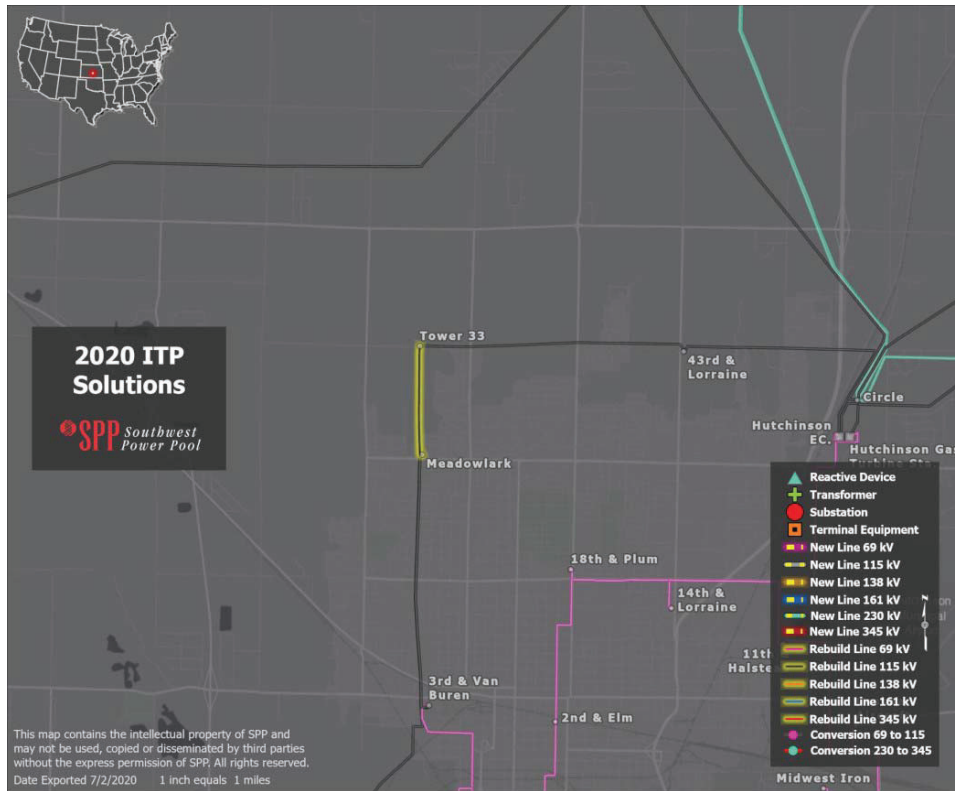 Tower 33
2020 ITP
Solutions
SPP Southwest
Power Pool
43rd &
Lorraine
Circle
Hutchinson
EC.
Hutchinson Gas
Meadowlark
18th & Plum
14th &
Lorraine
11th
Halste
3rd & Van
Buren
2nd & Elm
Midwest Iron
Reactive Device
Transformer
Substation
Terminal Equipment
New Line 69 kV
New Line 115 kV
New Line 138 kV
New Line 161 kV
New Line 230 kV
New Line 345 kV
Rebuild Line 69 kV
Rebuild Line 115 kV
Rebuild Line 138 kV
Rebuild Line 161 kV
Rebuild Line 345 kV
Conversion 69 to 115
Conversion 230 to 345
This map contains the intellectual property of SPP and
may not be used, copied or disseminated by third parties
without the express permission of SPP, All rights reserved.
Date Exported 7/2/2020 1 inch equals 1 miles